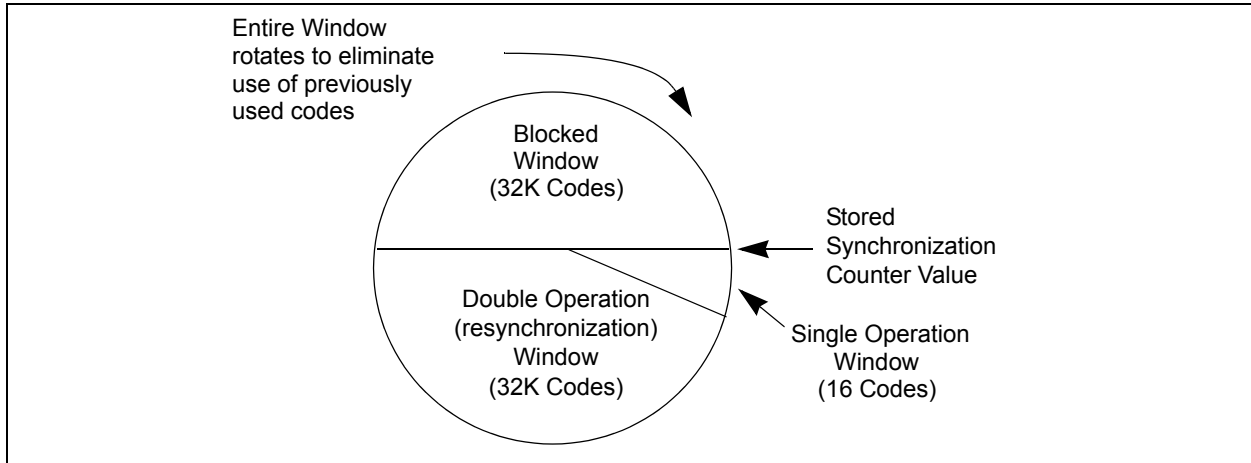 Entire Window
rotates to eliminate
use of previously
used codes
Blocked
Window
(32K Codes)
Stored
Synchronization
Counter Value
Double Operation
(resynchronization)
Window
(32K Codes)
Single Operation
Window
(16 Codes)